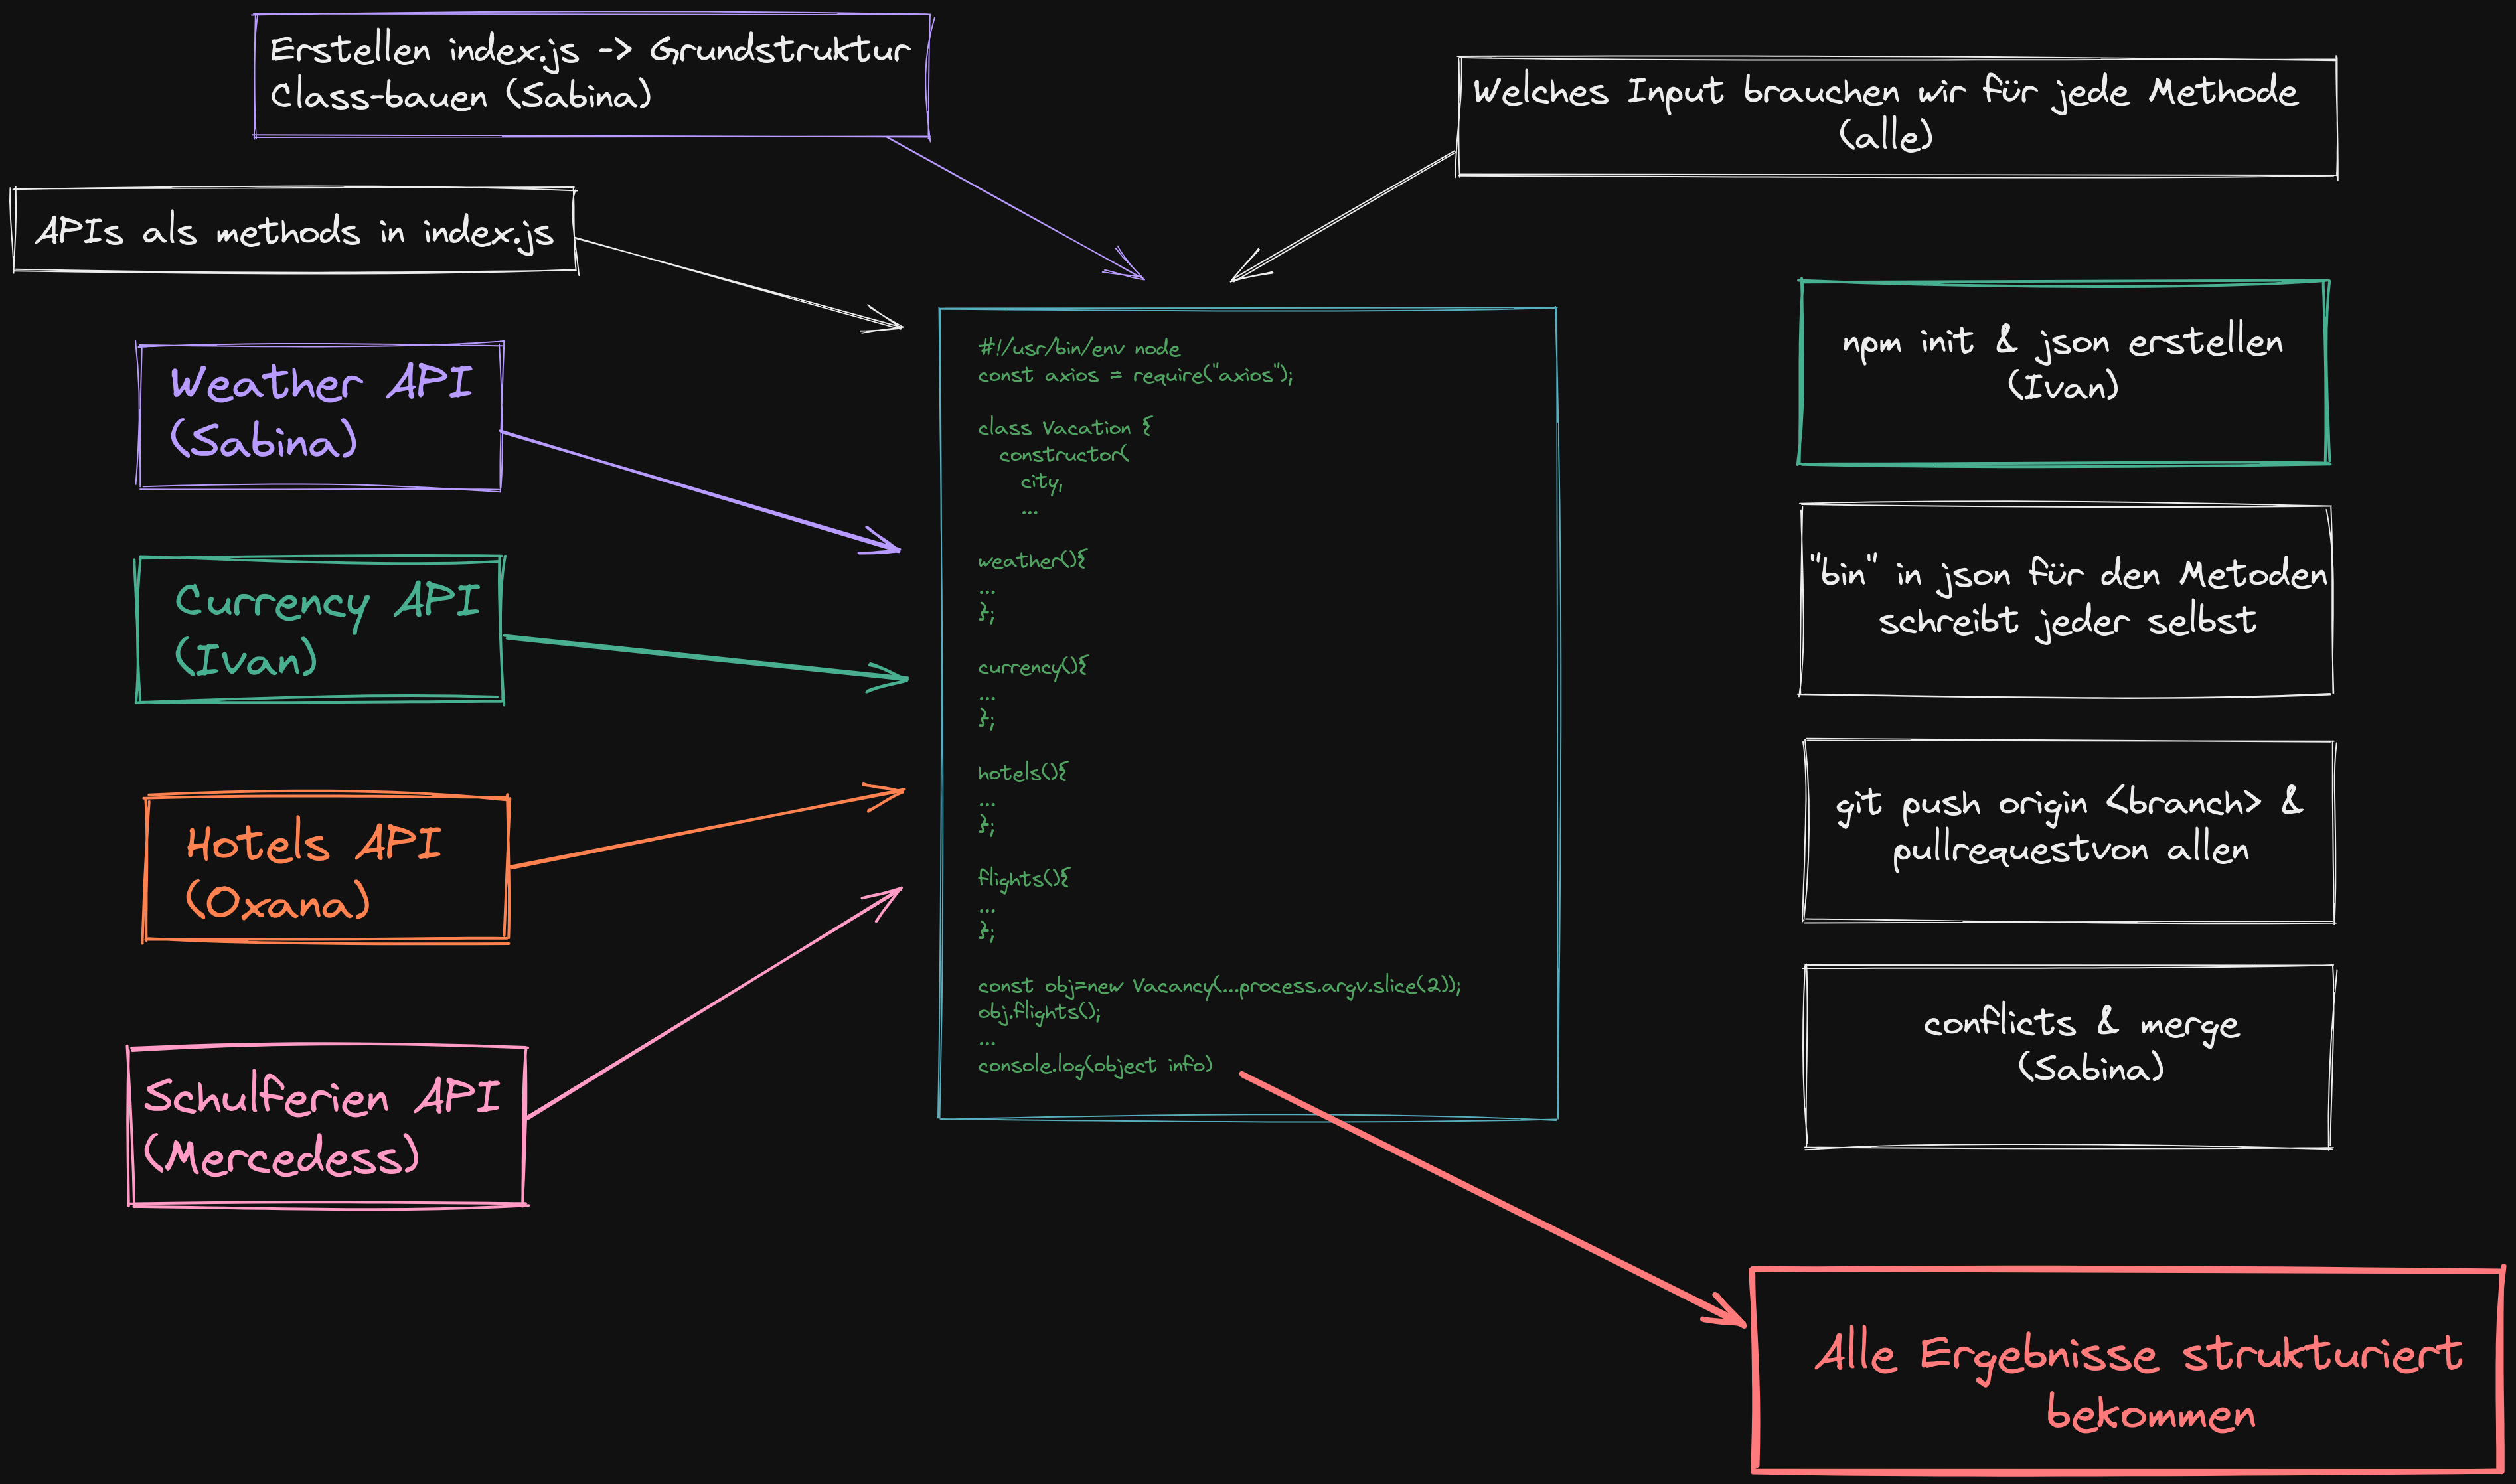 Erstellen index.js -> Grundstruktur
Class-bauen (Sabina)
Welches Input brauchen wir für jede Methode
(alle)
APIs als methods in index.js
Weather API
(Sabina)
Currency API
(Ivan)
Hotels API
(Oxana)
Schulferien API
(Mercedess)
#!/usr/bin/env node
const axios = require("axios");
class Vacation {
constructor(
city,
...
weather(){
...
};
currency(){
...
};
hotels(){
...
};
flights(){
...
};
const obj=new Vacancy(...process.argv.slice(2));
obj.flights();
...
console.log(object info)
npm init & json erstellen
(Ivan)
"bin" in json für den Metoden
schreibt jeder selbst
git push origin <branch> &
pullrequestvon allen
conflicts & merge
(Sabina)
Alle Ergebnisse strukturiert
bekommen